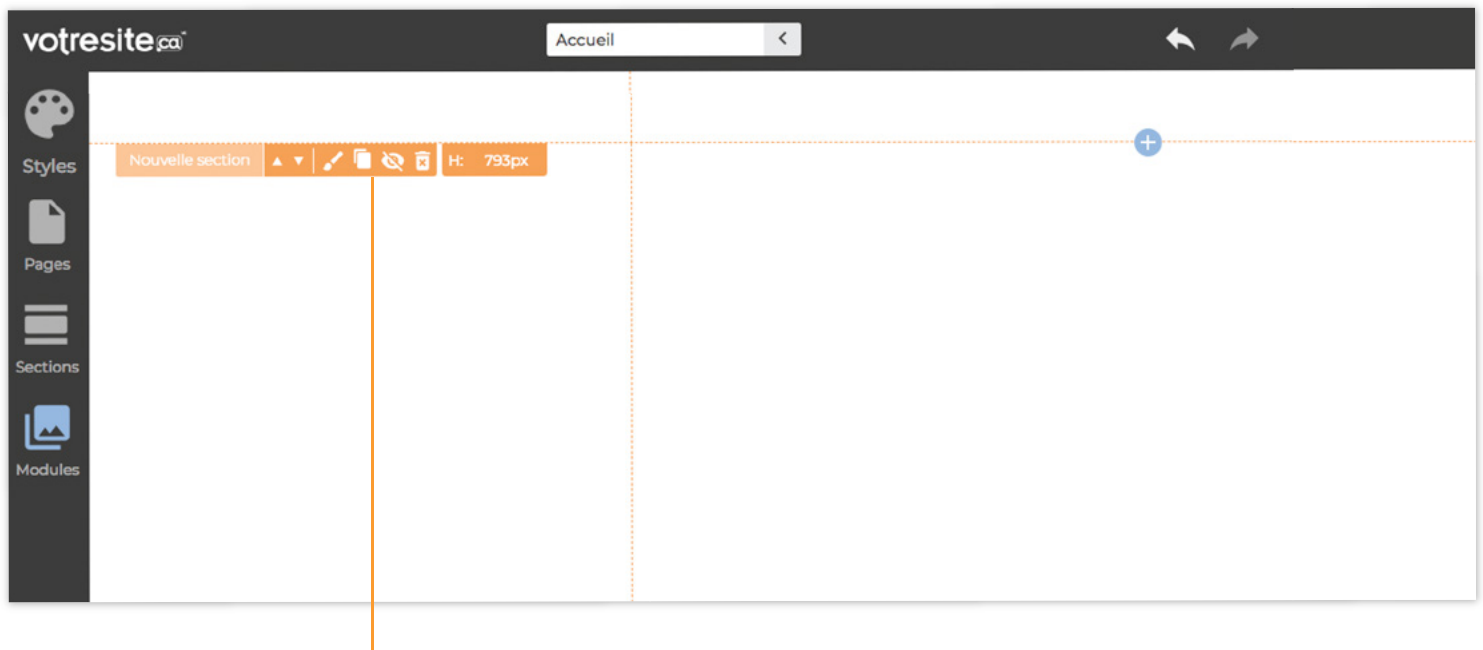 votresite.ca
Accueil
Styles
Nouvelle section H: 793px
Pages
Sections
Modules